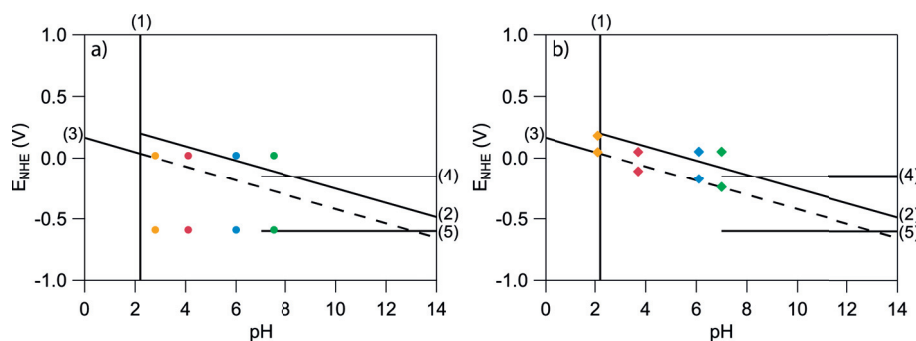 (1) (1)
a) b)
1.0 1.0
0.5 0.5
(3) (3)
0.0 0.0
E_NHE (V) E_NHE (V)
(4) (4)
-0.5 -0.5
(2) (2)
(5) (5)
-1.0 -1.0
0 2 4 6 8 10 12 14 0 2 4 6 8 10 12 14
pH pH